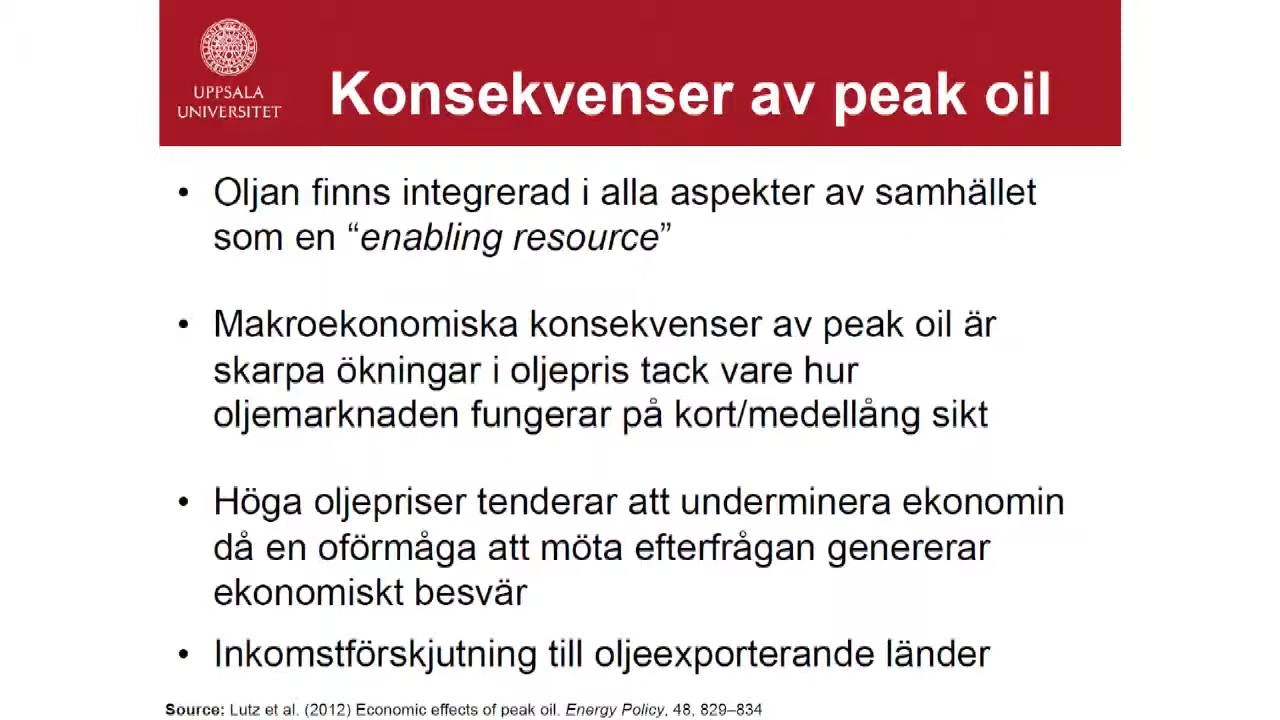 UPPSALA
UNIVERSITET
Konsekvenser av peak oil
• Oljan finns integrerad i alla aspekter av samhället
som en “enabling resource”
• Makroekonomiska konsekvenser av peak oil är
skarpa ökningar i oljepris tack vare hur
oljemarknaden fungerar på kort/medellång sikt
• Höga oljepriser tenderar att underminera ekonomin
då en oförmåga att möta efterfrågan genererar
ekonomiskt besvär
• Inkomstförskjutning till oljeexporterande länder
Source: Lutz et al. (2012) Economic effects of peak oil. Energy Policy, 48, 829–834